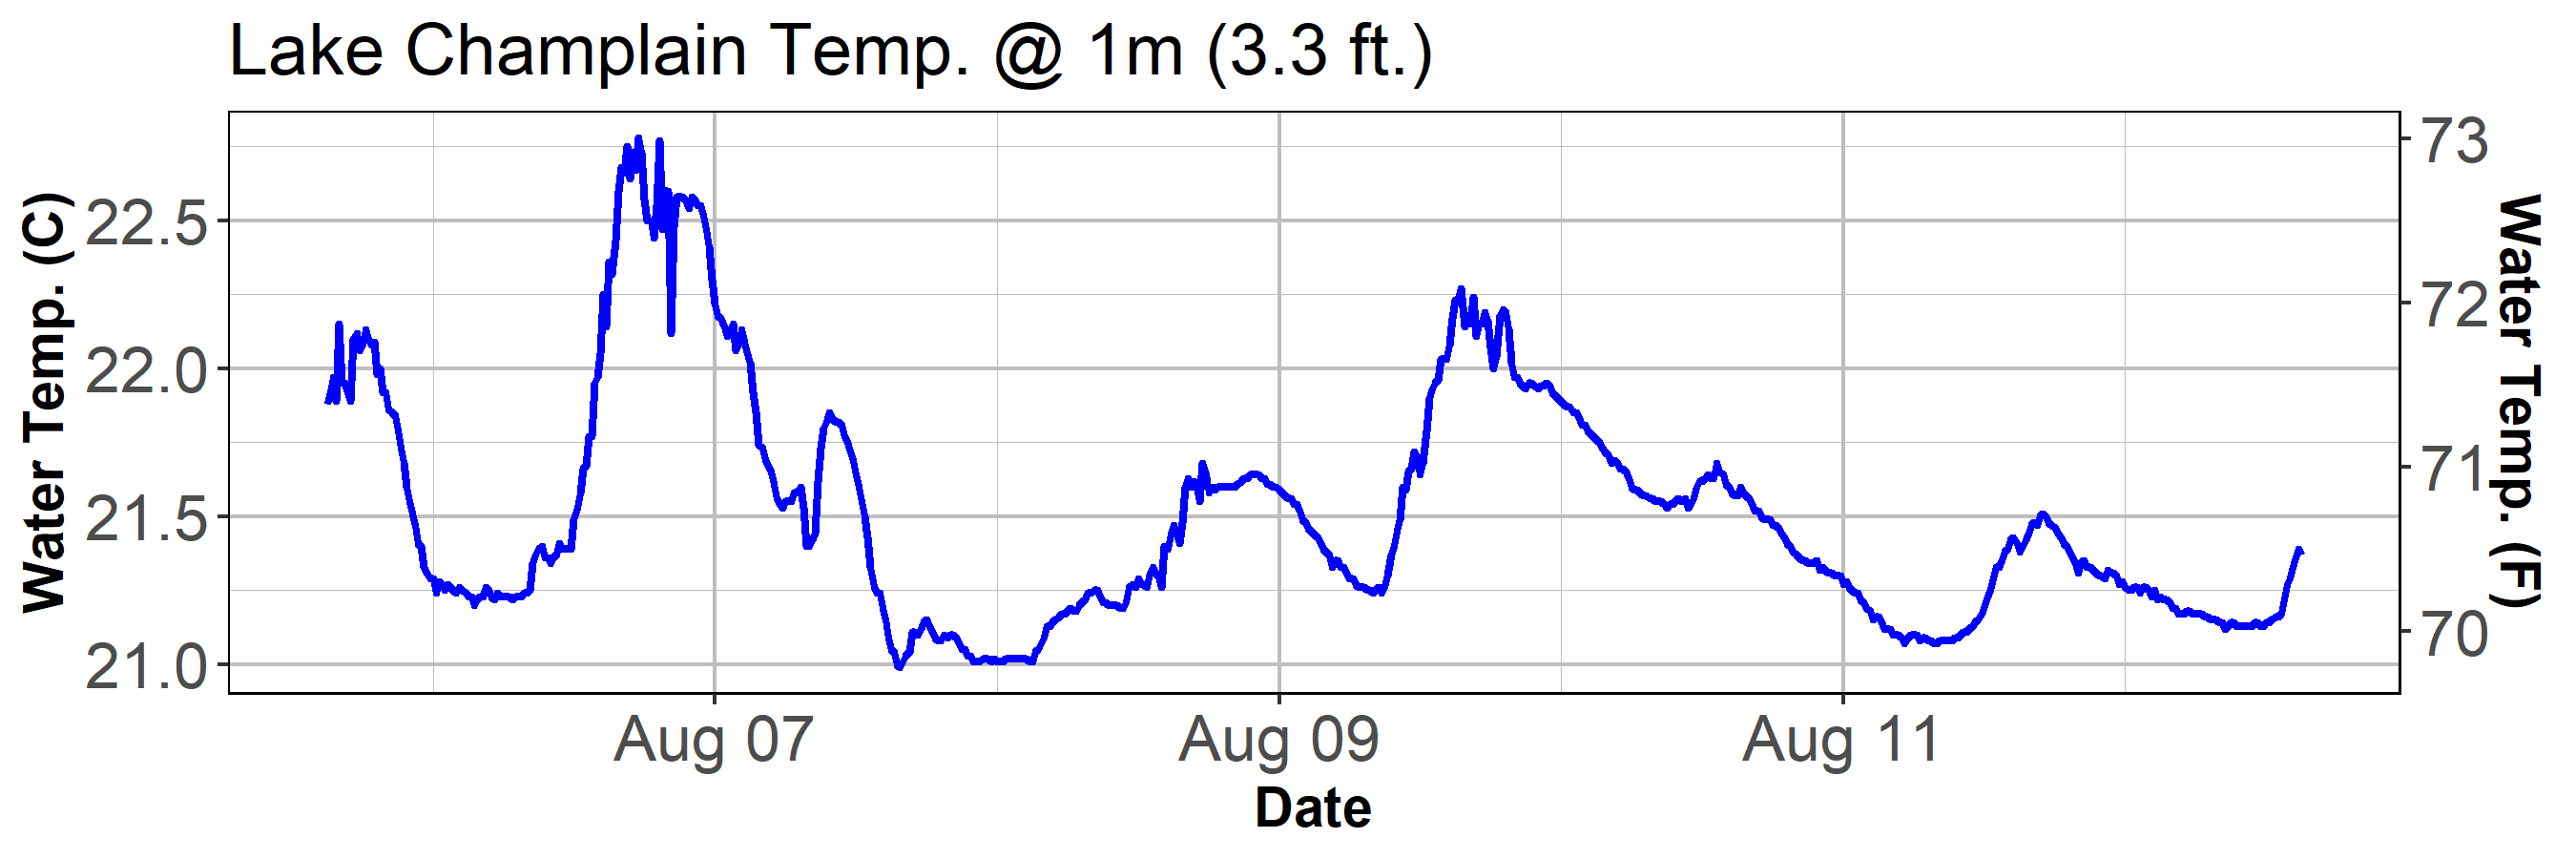 Lake Champlain Temp. @ 1m (3.3 ft.)
Water Temp. (C)
22.5
22.0
21.5
21.0
73
72
71
70
Water Temp. (F)
Aug 07
Aug 09
Aug 11
Date